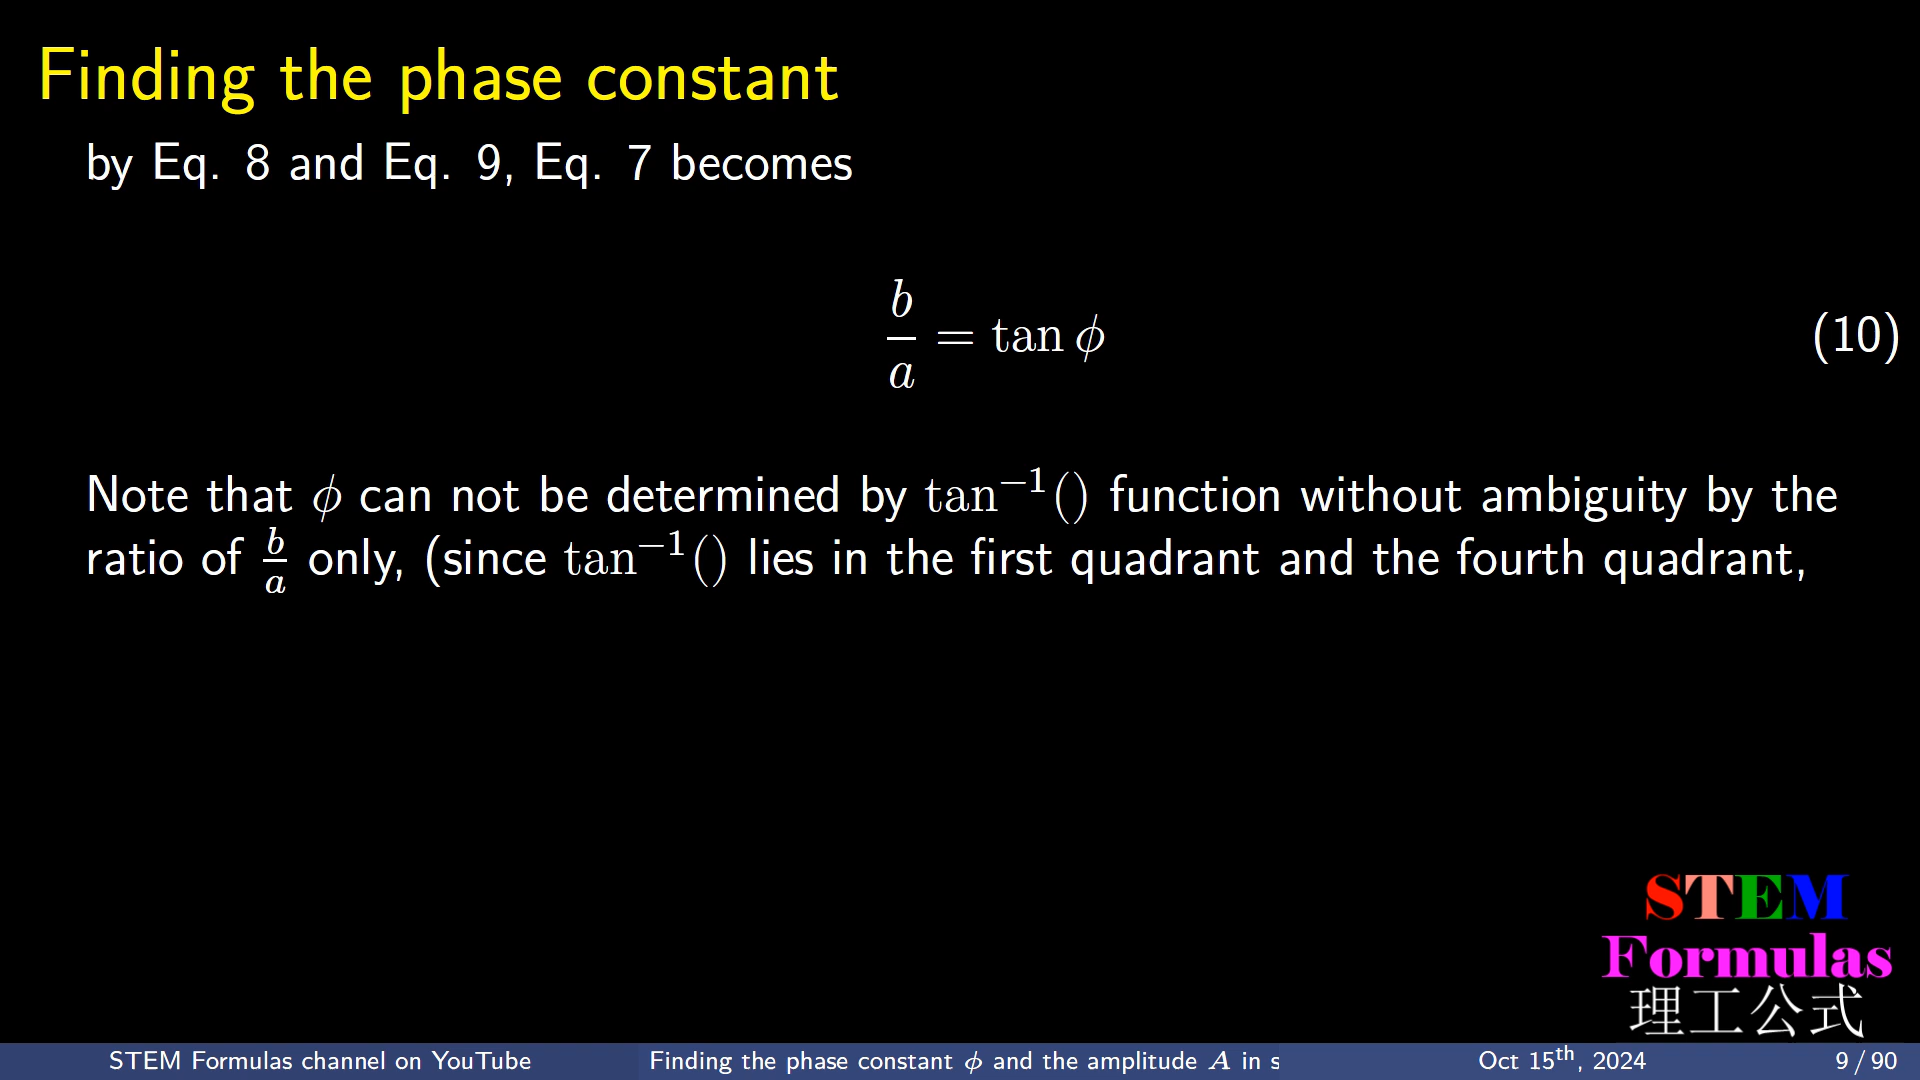 Finding the phase constant
by Eq. 8 and Eq. 9, Eq. 7 becomes
b/a = tan ϕ (10)
Note that ϕ can not be determined by tan⁻¹() function without ambiguity by the
ratio of b/a only, (since tan⁻¹() lies in the first quadrant and the fourth quadrant,
STEM
Formulas
理工公式
STEM Formulas channel on YouTube Finding the phase constant ϕ and the amplitude A in s Oct 15th, 2024 9 / 90